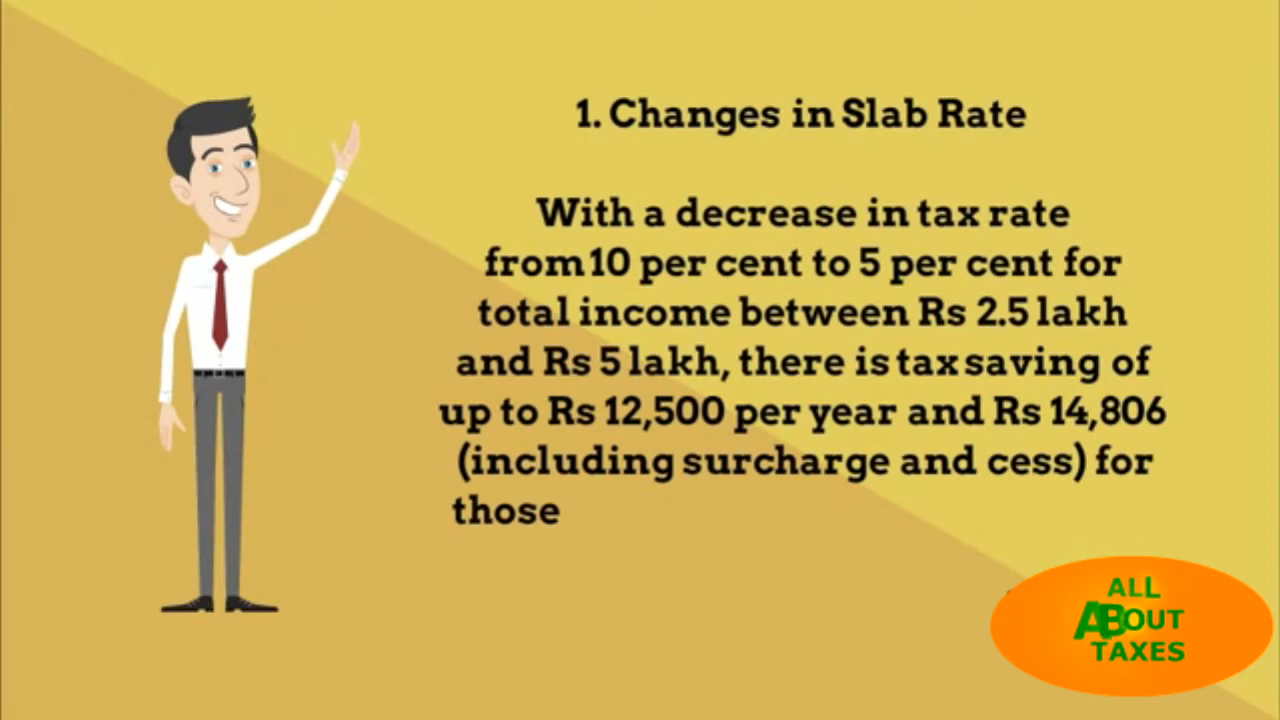 1. Changes in Slab Rate
With a decrease in tax rate
from 10 per cent to 5 per cent for
total income between Rs 2.5 lakh
and Rs 5 lakh, there is tax saving of
up to Rs 12,500 per year and Rs 14,806
(including surcharge and cess) for
those
ALL
ABOUT
TAXES